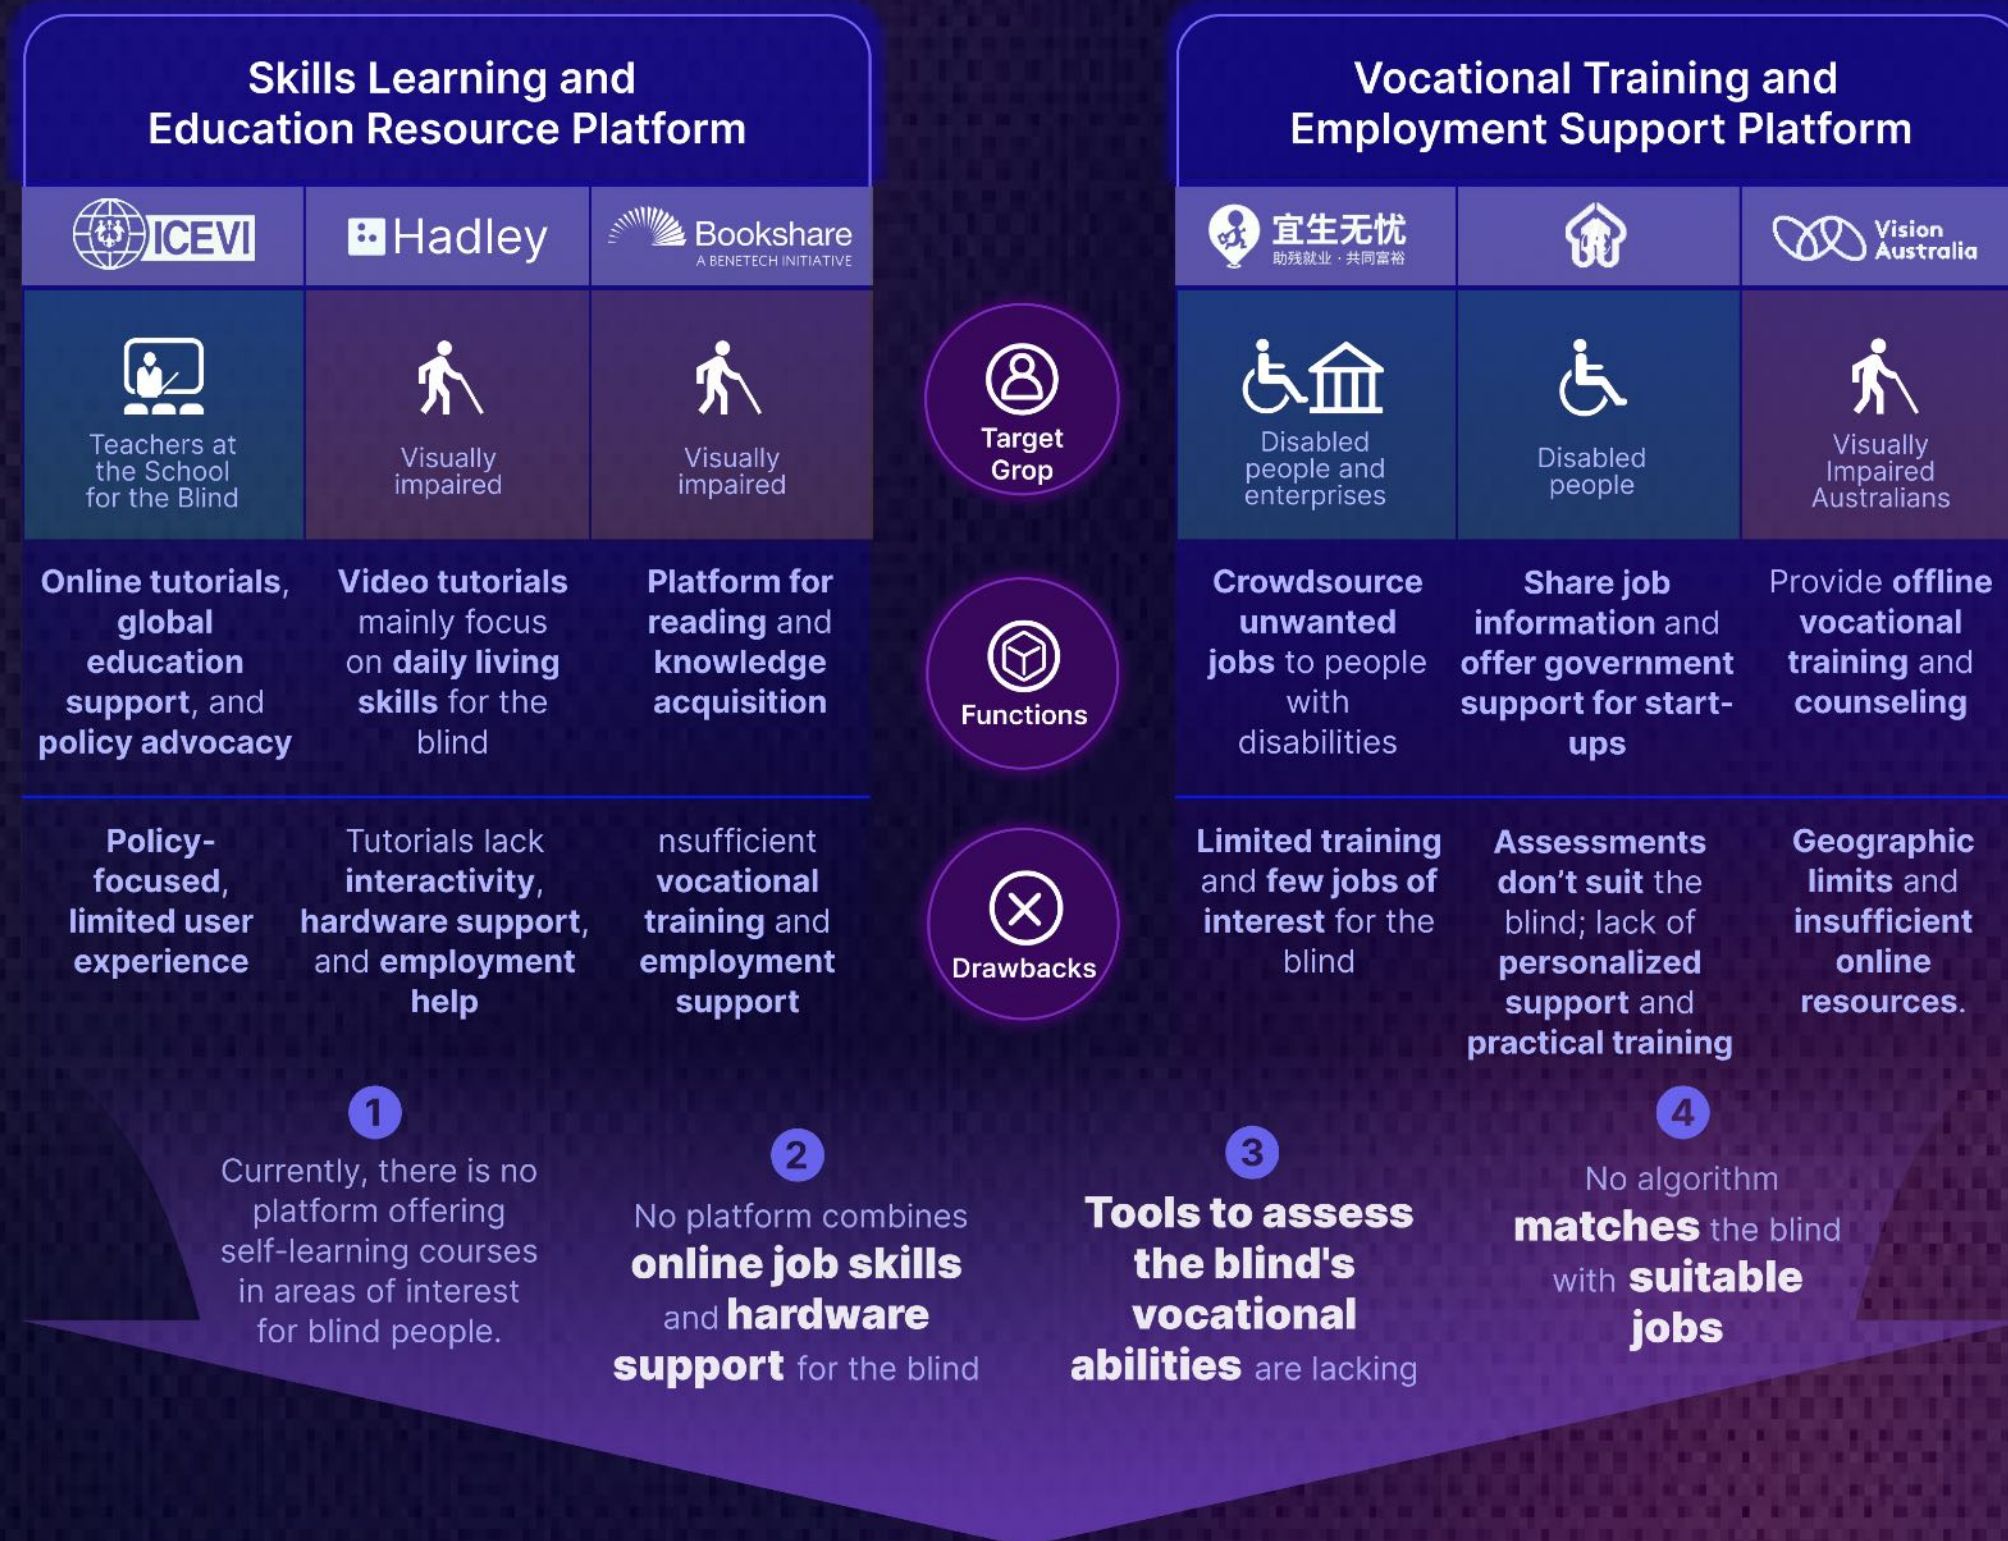 Skills Learning and
Education Resource Platform
ICEVI
Hadley
Bookshare
A BENETECH INITIATIVE
Teachers at
the School
for the Blind
Visually
impaired
Visually
impaired
Online tutorials,
global
education
support, and
policy advocacy
Video tutorials
mainly focus
on daily living
skills for the
blind
Platform for
reading and
knowledge
acquisition
Policy-
focused,
limited user
experience
Tutorials lack
interactivity,
hardware support,
and employment
help
nsufficient
vocational
training and
employment
support
Target
Grop
Functions
Drawbacks
Vocational Training and
Employment Support Platform
宜生无忧
助残就业·共同富裕
Vision
Australia
Disabled
people and
enterprises
Disabled
people
Visually
Impaired
Australians
Crowdsource
unwanted
jobs to people
with
disabilities
Share job
information and
offer government
support for start-
ups
Provide offline
vocational
training and
counseling
Limited training
and few jobs of
interest for the
blind
Assessments
don't suit the
blind; lack of
personalized
support and
practical training
Geographic
limits and
insufficient
online
resources.
1
Currently, there is no
platform offering
self-learning courses
in areas of interest
for blind people.
2
No platform combines
online job skills
and hardware
support for the blind
3
Tools to assess
the blind's
vocational
abilities are lacking
4
No algorithm
matches the blind
with suitable
jobs